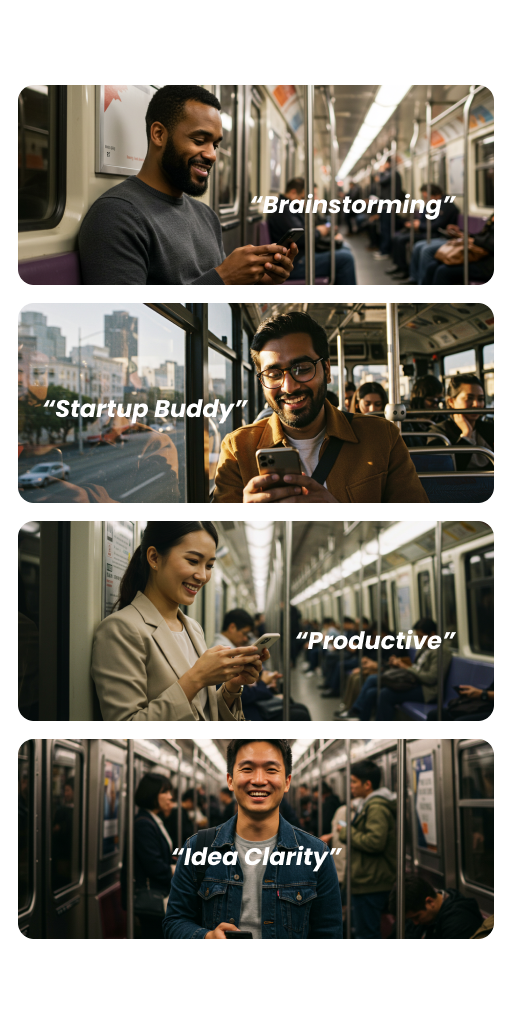 “Brainstorming”
“Startup Buddy”
“Productive”
“Idea Clarity”